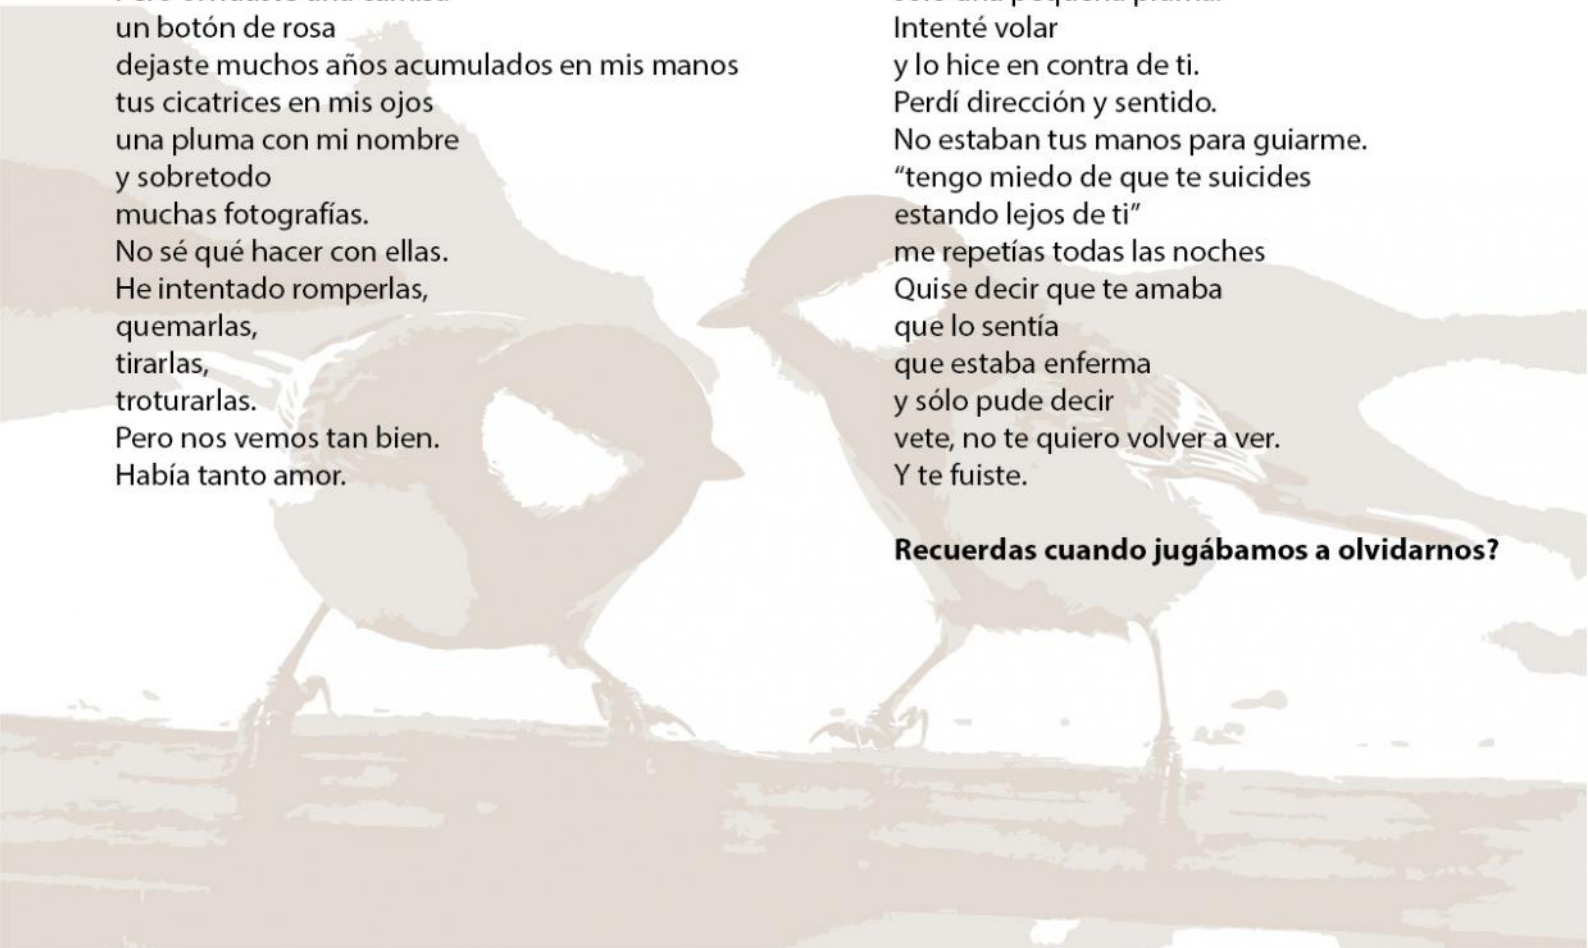 un botón de rosa
dejaste muchos años acumulados en mis manos
tus cicatrices en mis ojos
una pluma con mi nombre
y sobretodo
muchas fotografías.
No sé qué hacer con ellas.
He intentado romperlas,
quemarlas,
tirarlas,
troturarlas.
Pero nos vemos tan bien.
Había tanto amor.
Intenté volar
y lo hice en contra de ti.
Perdí dirección y sentido.
No estaban tus manos para guiarme.
“tengo miedo de que te suicides
estando lejos de ti”
me repetías todas las noches
Quise decir que te amaba
que lo sentía
que estaba enferma
y sólo pude decir
vete, no te quiero volver a ver.
Y te fuiste.
Recuerdas cuando jugábamos a olvidarnos?